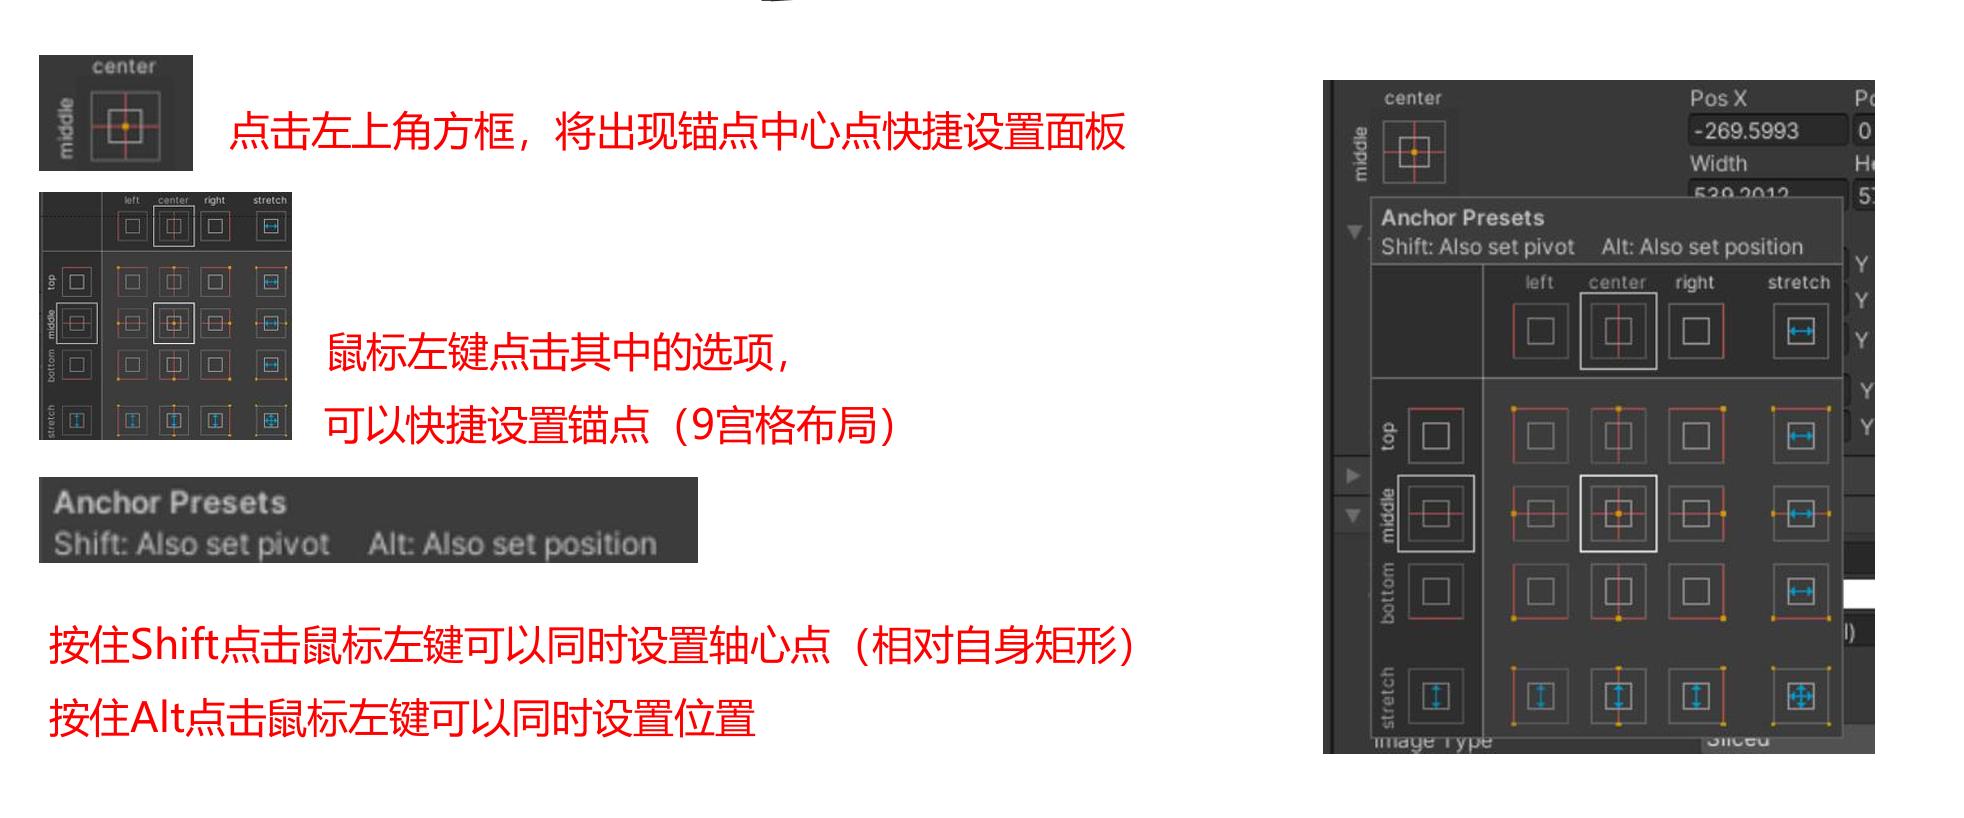 center
middle
点击左上角方框，将出现锚点中心点快捷设置面板
left center right stretch
top
middle
bottom
stretch
鼠标左键点击其中的选项，
可以快捷设置锚点（9宫格布局）
Anchor Presets
Shift: Also set pivot Alt: Also set position
按住Shift点击鼠标左键可以同时设置轴心点（相对自身矩形）
按住Alt点击鼠标左键可以同时设置位置
center
middle
Pos X
-269.5993 0
Width
539.2012
Anchor Presets
Shift: Also set pivot Alt: Also set position
left center right stretch
top
middle
bottom
stretch
Y
Y
Y
Y
Y
Image Type Sliced